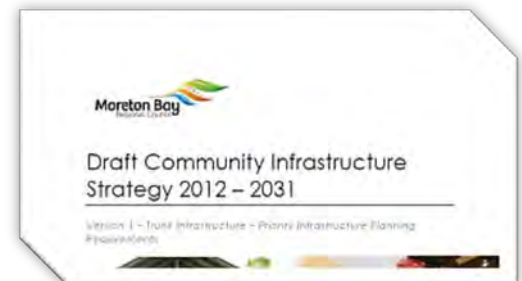 Moreton Bay
Regional Council
Draft Community Infrastructure
Strategy 2012 – 2031
Version 1 – Trunk Infrastructure – Priority Infrastructure Planning
Requirements